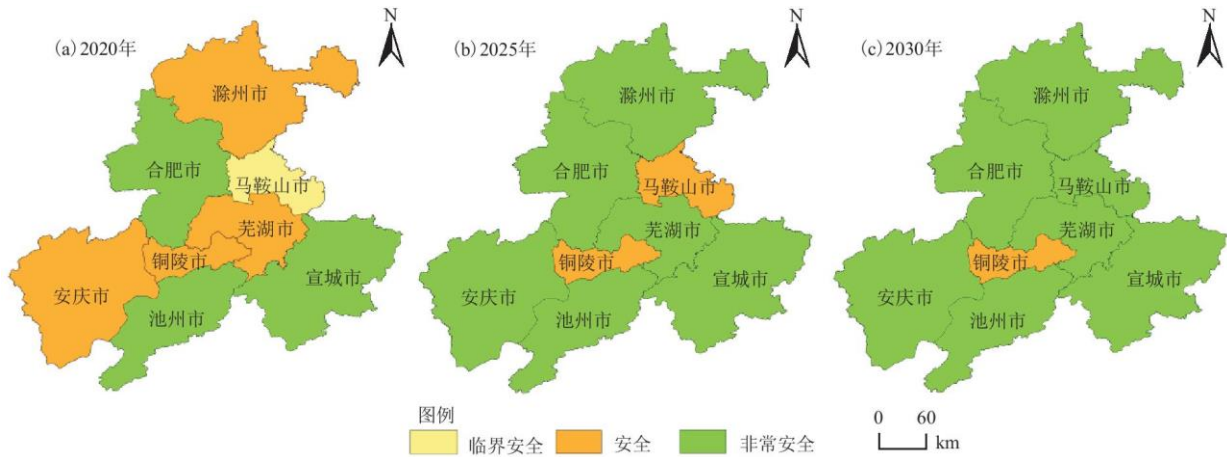 (a) 2020年
N
滁州市
合肥市
马鞍山市
芜湖市
铜陵市
宣城市
安庆市
池州市
(b) 2025年
N
滁州市
合肥市
马鞍山市
芜湖市
铜陵市
宣城市
安庆市
池州市
(c) 2030年
N
滁州市
合肥市
马鞍山市
芜湖市
铜陵市
宣城市
安庆市
池州市
图例
临界安全 安全 非常安全
0 60
km